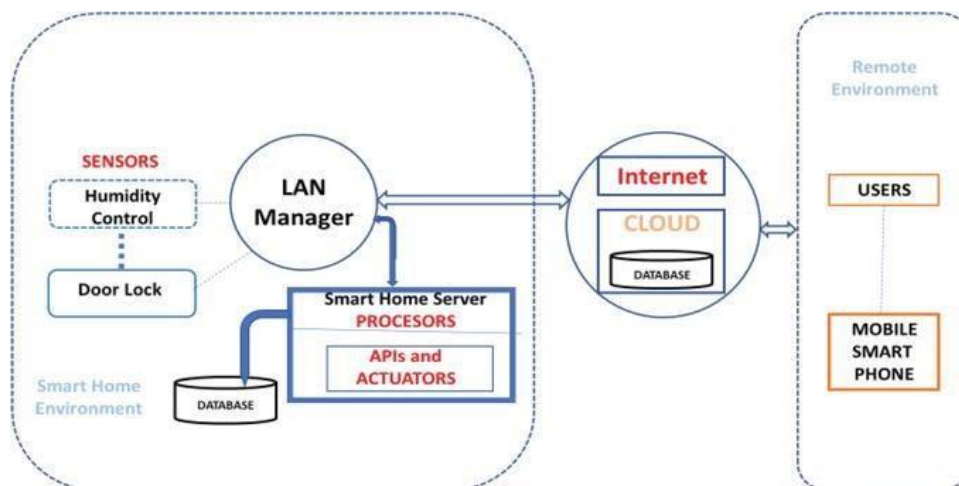 SENSORS
Humidity
Control
Door Lock
LAN
Manager
Smart Home Server
PROCESORS
APIs and
ACTUATORS
Smart Home
Environment
DATABASE
Internet
CLOUD
DATABASE
Remote
Environment
USERS
MOBILE
SMART
PHONE